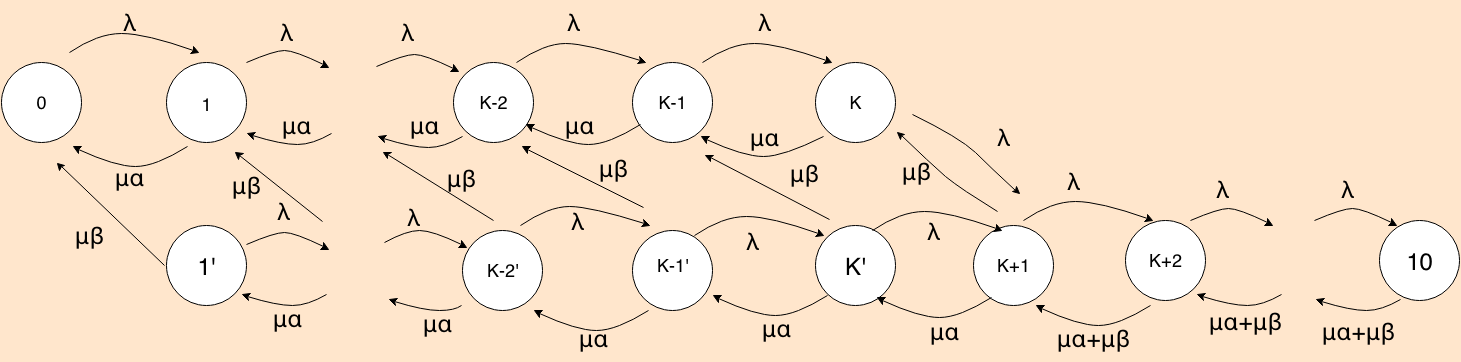 λ λ λ λ λ
0 1 K-2 K-1 K
μα μα μα μα μα λ
μβ μβ μβ μβ μβ
μβ λ λ λ λ λ λ λ λ
1' K-2' K-1' K' K+1 K+2 10
μα μα μα μα μα μα+μβ μα+μβ μα+μβ